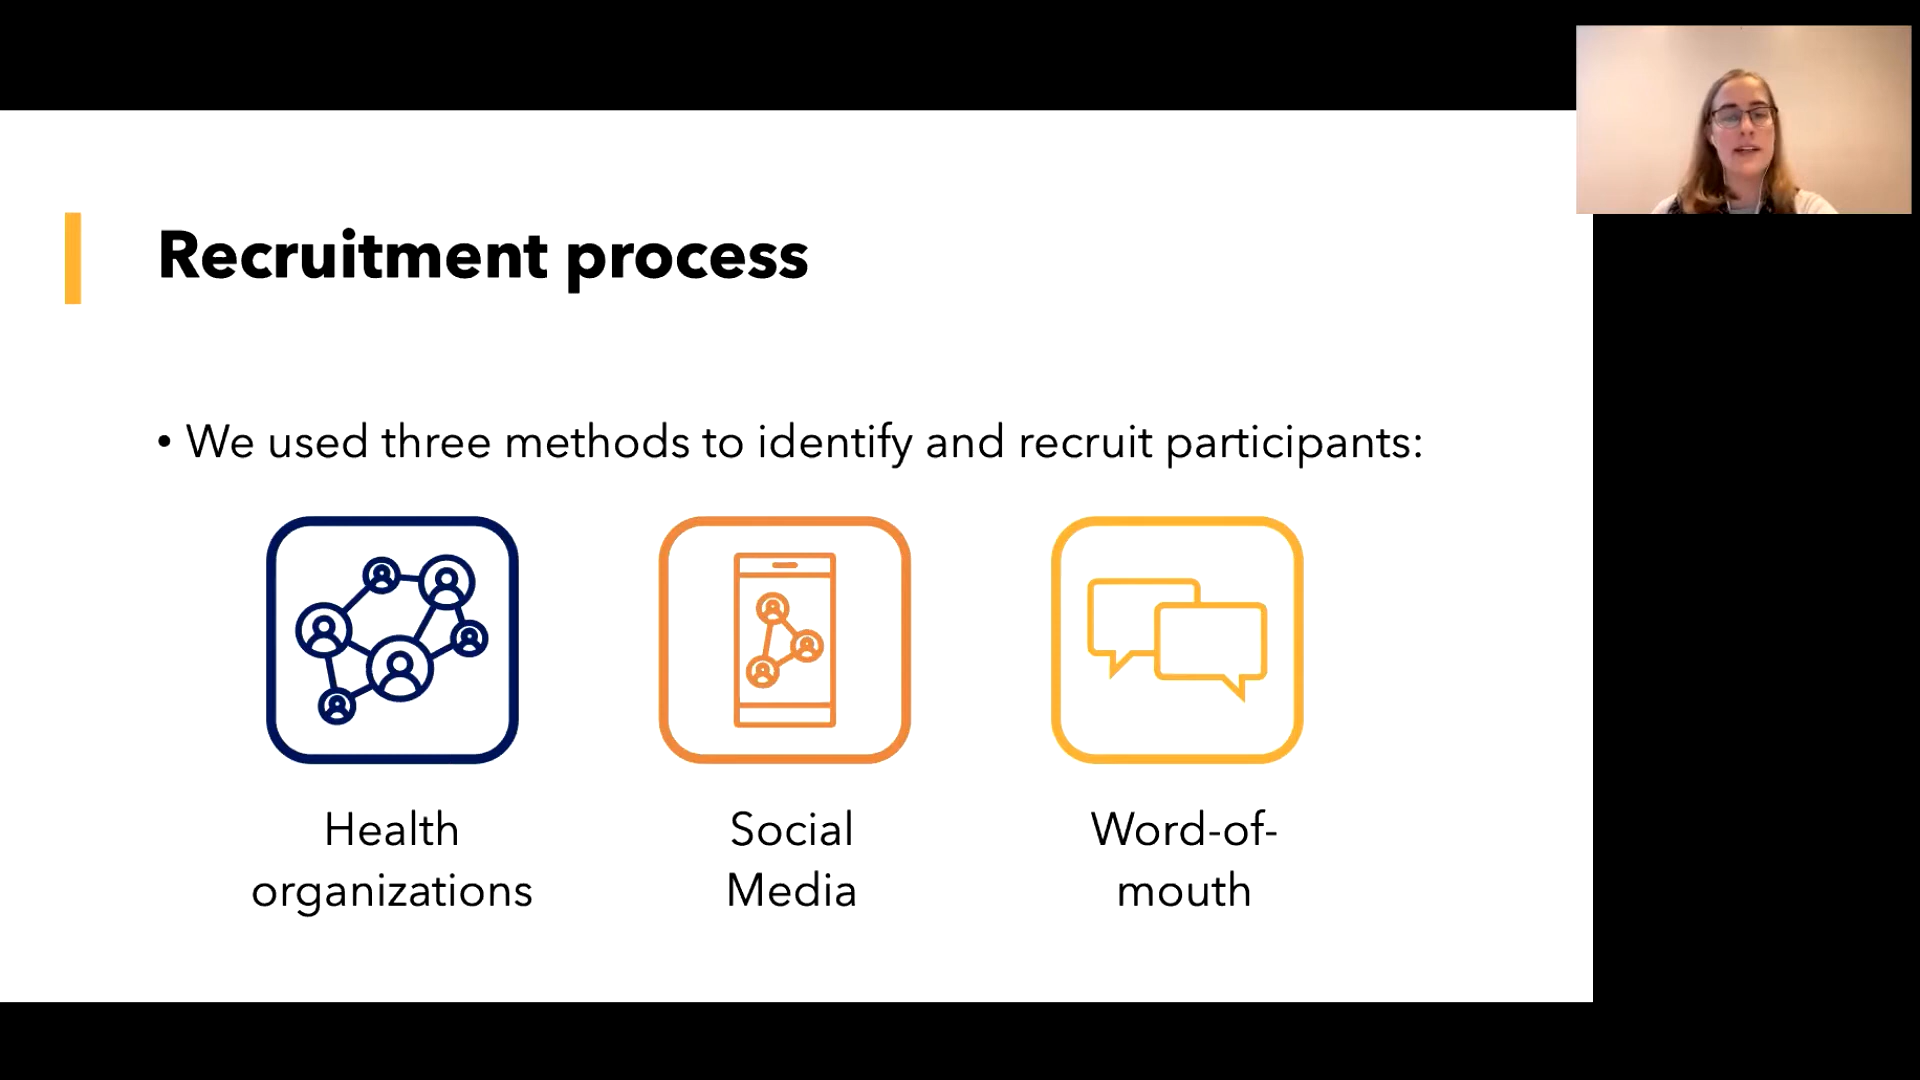 Recruitment process
• We used three methods to identify and recruit participants:
Health
organizations
Social
Media
Word-of-
mouth